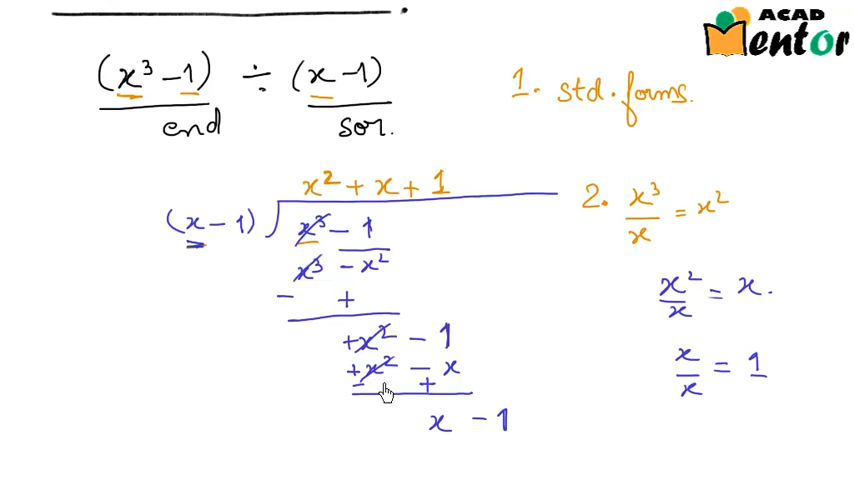 ACAD
Mentor
(x³ - 1) ÷ (x - 1)
end sor.
1. std. forms.
x² + x + 1
(x - 1) x³ - 1
x³ - x²
- +
+x² - 1
+x² - x
- +
x - 1
2. x³/x = x²
x²/x = x.
x/x = 1